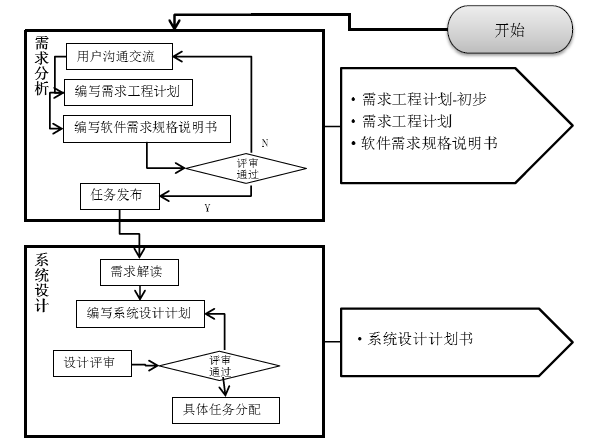 开始
需求分析
用户沟通交流
编写需求工程计划
编写软件需求规格说明书
N
评审
通过
任务发布
Y
• 需求工程计划-初步
• 需求工程计划
• 软件需求规格说明书
系统设计
需求解读
编写系统设计计划
设计评审
评审
通过
具体任务分配
• 系统设计计划书